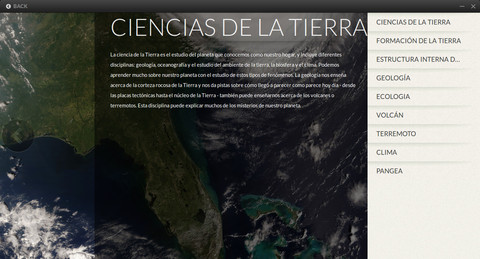 BACK
CIENCIAS DE LA TIERRA
La ciencia de la Tierra es el estudio del planeta que conocemos como nuestro hogar, y incluye diferentes
disciplinas: geología, oceanografía y el estudio del ambiente de la tierra, la biosfera y el clima. Podemos
aprender mucho sobre nuestro planeta con el estudio de estos tipos de fenómenos. La geología nos enseña
acerca de la corteza rocosa de la Tierra y nos da pistas sobre cómo llegó a parecer como parece hoy día - desde
las placas tectónicas hasta el núcleo de la Tierra - también puede enseñarnos acerca de los volcanes o
terremotos. Esta disciplina puede explicar muchos de los misterios de nuestro planeta.
CIENCIAS DE LA TIERRA
FORMACIÓN DE LA TIERRA
ESTRUCTURA INTERNA D...
GEOLOGÍA
ECOLOGIA
VOLCÁN
TERREMOTO
CLIMA
PANGEA